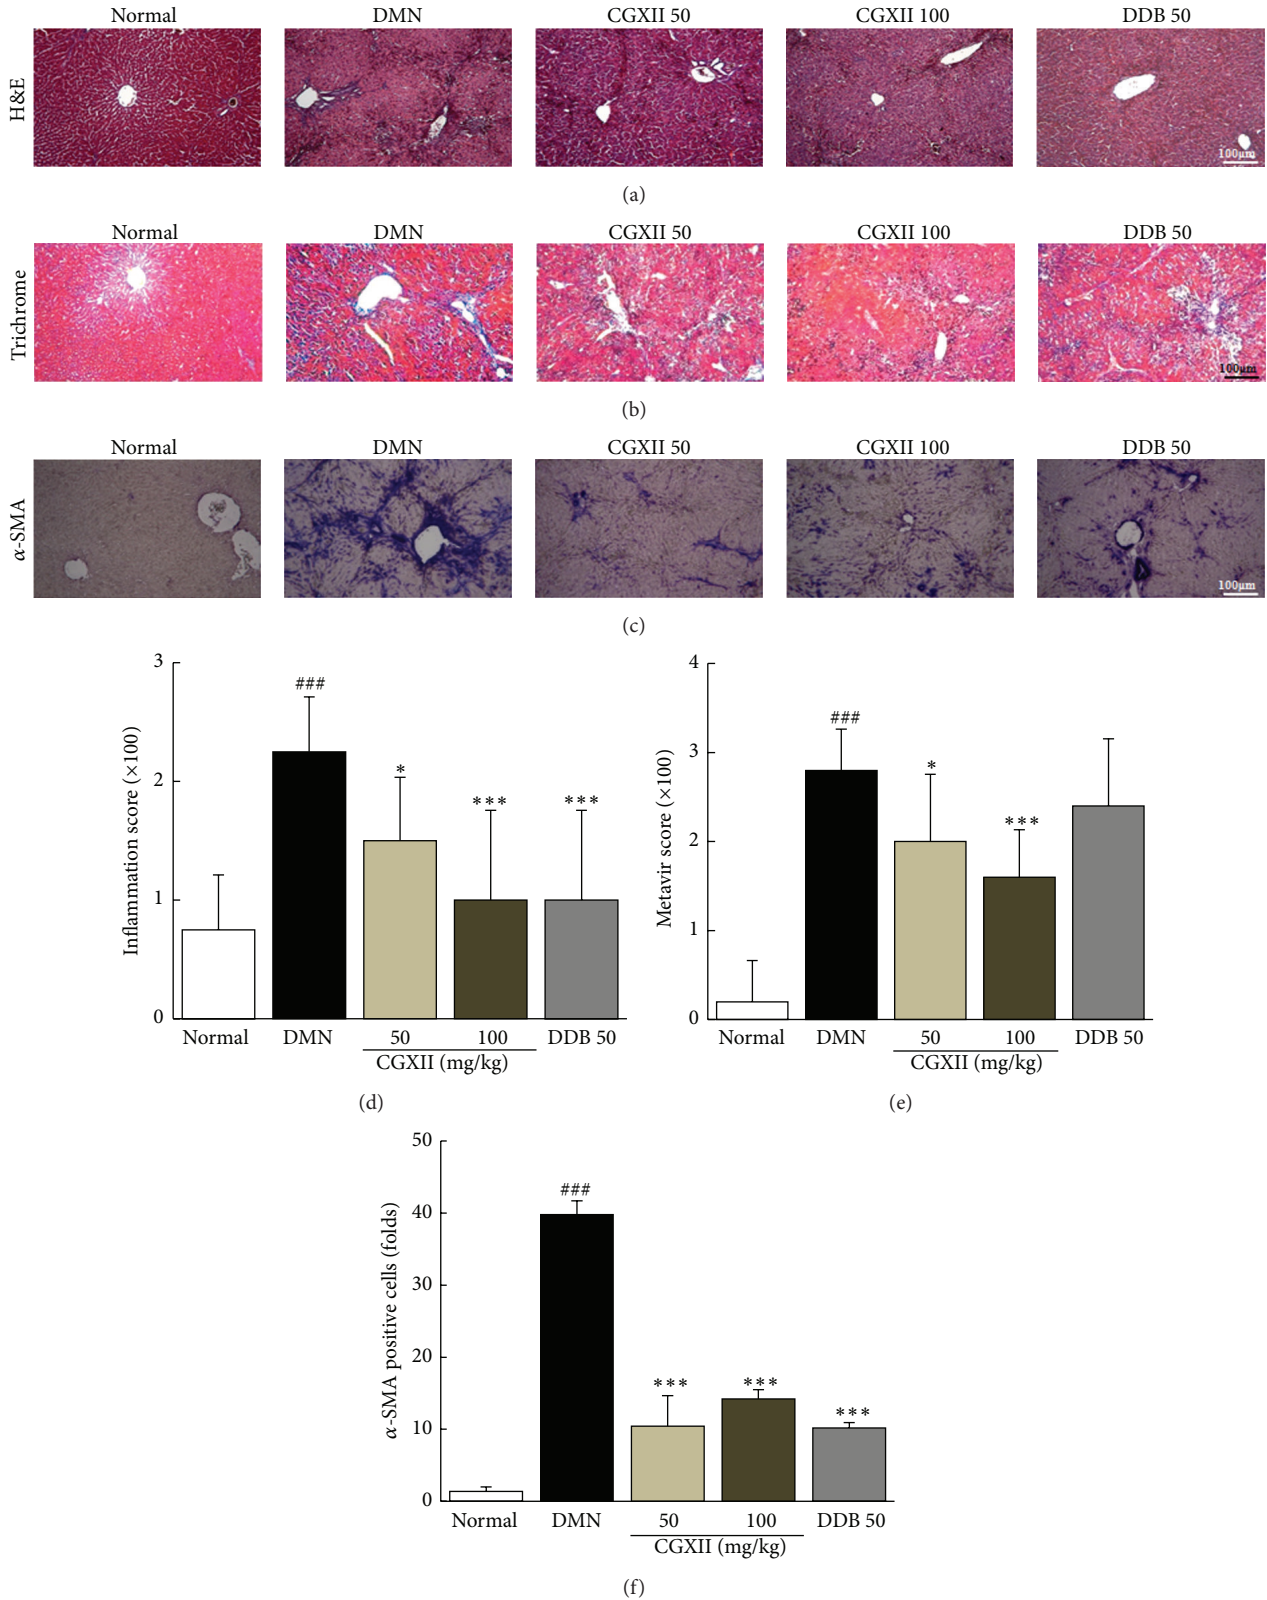 Normal DMN CGXII 50 CGXII 100 DDB 50
H&E
100μm
(a)
Normal DMN CGXII 50 CGXII 100 DDB 50
Trichrome
100μm
(b)
Normal DMN CGXII 50 CGXII 100 DDB 50
α-SMA
100μm
(c)
Inflammation score (×100)
3
2
1
0
###
*
***
***
Normal DMN 50 100 DDB 50
CGXII (mg/kg)
(d)
Metavir score (×100)
4
3
2
1
0
###
*
***
Normal DMN 50 100 DDB 50
CGXII (mg/kg)
(e)
α-SMA positive cells (folds)
50
40
30
20
10
0
###
***
***
***
Normal DMN 50 100 DDB 50
CGXII (mg/kg)
(f)